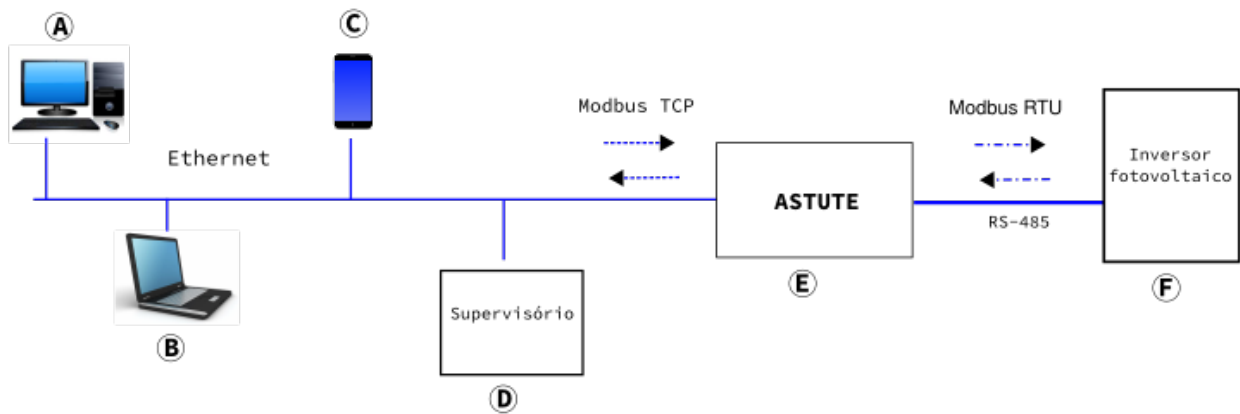 A
C
Modbus TCP
Modbus RTU
Ethernet
Inversor
fotovoltaico
ASTUTE
RS-485
E
F
Supervisório
B
D